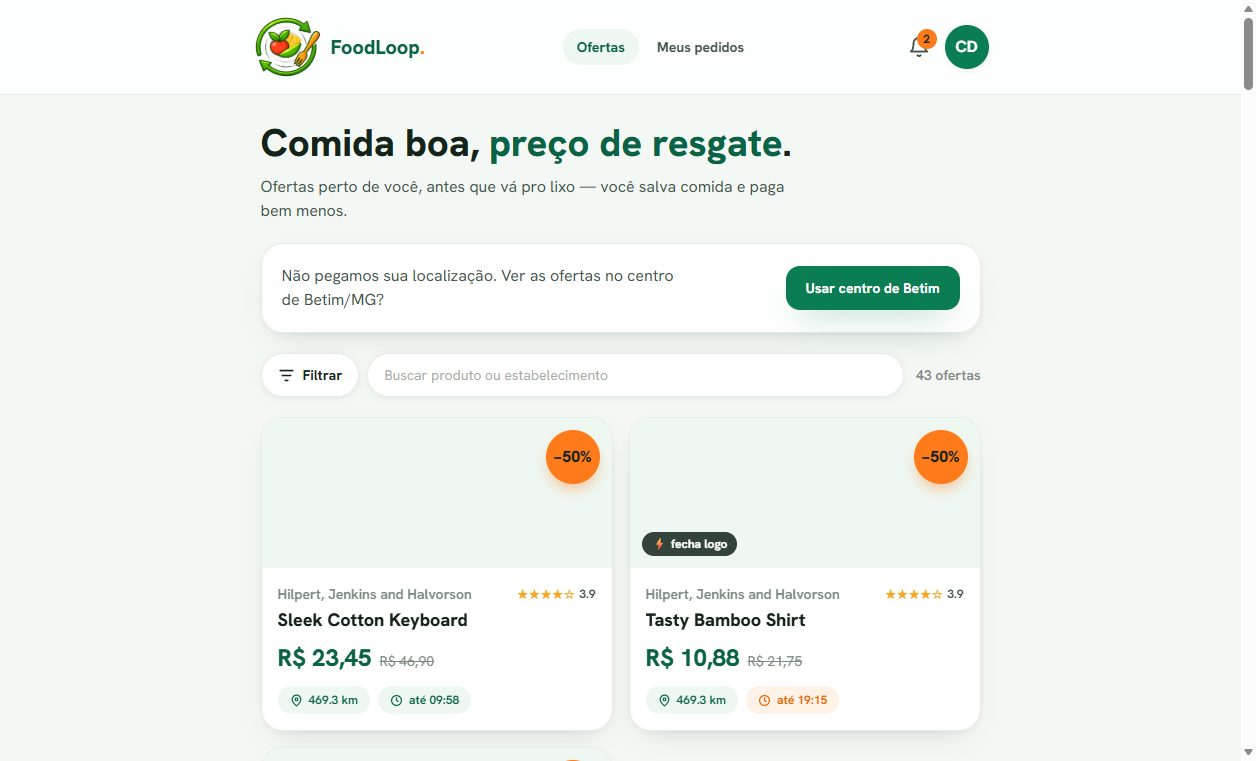 FoodLoop.
Ofertas
Meus pedidos
2
CD
Comida boa, preço de resgate.
Ofertas perto de você, antes que vá pro lixo — você salva comida e paga
bem menos.
Não pegamos sua localização. Ver as ofertas no centro
de Betim/MG?
Usar centro de Betim
Filtrar
Buscar produto ou estabelecimento
43 ofertas
−50%
Hilpert, Jenkins and Halvorson
★★★★☆ 3.9
Sleek Cotton Keyboard
R$ 23,45 R$ 46,90
469.3 km
até 09:58
−50%
fecha logo
Hilpert, Jenkins and Halvorson
★★★★☆ 3.9
Tasty Bamboo Shirt
R$ 10,88 R$ 21,75
469.3 km
até 19:15